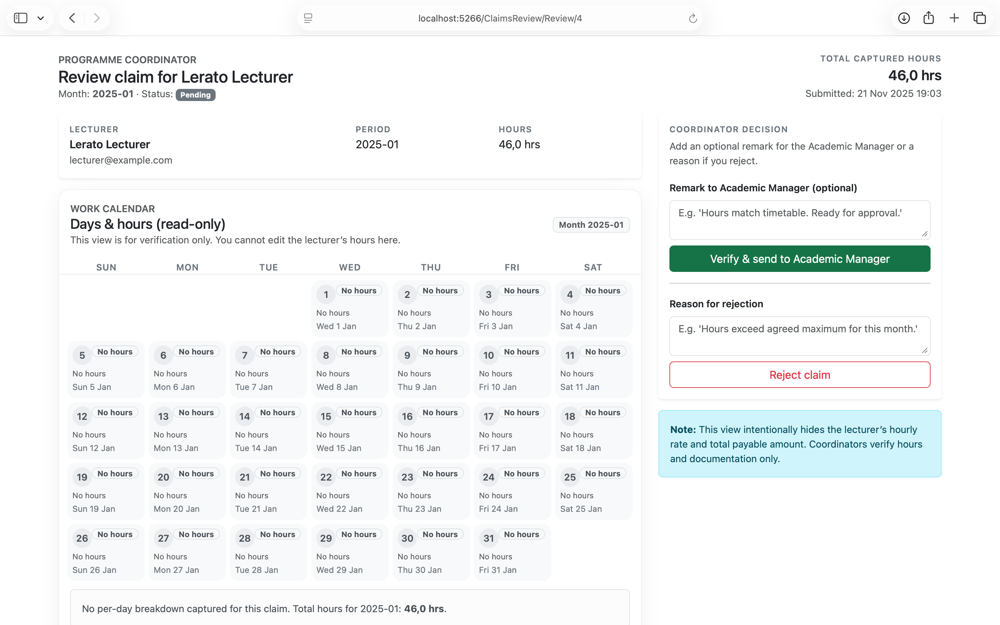 localhost:5266/ClaimsReview/Review/4
PROGRAMME COORDINATOR
Review claim for Lerato Lecturer
Month: 2025-01 · Status: Pending
TOTAL CAPTURED HOURS
46,0 hrs
Submitted: 21 Nov 2025 19:03
LECTURER
Lerato Lecturer
lecturer@example.com
PERIOD
2025-01
HOURS
46,0 hrs
WORK CALENDAR
Days & hours (read-only)
This view is for verification only. You cannot edit the lecturer’s hours here.
Month 2025-01
SUN MON TUE WED THU FRI SAT
1 No hours 2 No hours 3 No hours 4 No hours
No hours No hours No hours No hours
Wed 1 Jan Thu 2 Jan Fri 3 Jan Sat 4 Jan
5 No hours 6 No hours 7 No hours 8 No hours 9 No hours 10 No hours 11 No hours
No hours No hours No hours No hours No hours No hours No hours
Sun 5 Jan Mon 6 Jan Tue 7 Jan Wed 8 Jan Thu 9 Jan Fri 10 Jan Sat 11 Jan
12 No hours 13 No hours 14 No hours 15 No hours 16 No hours 17 No hours 18 No hours
No hours No hours No hours No hours No hours No hours No hours
Sun 12 Jan Mon 13 Jan Tue 14 Jan Wed 15 Jan Thu 16 Jan Fri 17 Jan Sat 18 Jan
19 No hours 20 No hours 21 No hours 22 No hours 23 No hours 24 No hours 25 No hours
No hours No hours No hours No hours No hours No hours No hours
Sun 19 Jan Mon 20 Jan Tue 21 Jan Wed 22 Jan Thu 23 Jan Fri 24 Jan Sat 25 Jan
26 No hours 27 No hours 28 No hours 29 No hours 30 No hours 31 No hours
No hours No hours No hours No hours No hours No hours
Sun 26 Jan Mon 27 Jan Tue 28 Jan Wed 29 Jan Thu 30 Jan Fri 31 Jan
No per-day breakdown captured for this claim. Total hours for 2025-01: 46,0 hrs.
COORDINATOR DECISION
Add an optional remark for the Academic Manager or a
reason if you reject.
Remark to Academic Manager (optional)
E.g. 'Hours match timetable. Ready for approval.'
Verify & send to Academic Manager
Reason for rejection
E.g. 'Hours exceed agreed maximum for this month.'
Reject claim
Note: This view intentionally hides the lecturer’s hourly
rate and total payable amount. Coordinators verify hours
and documentation only.